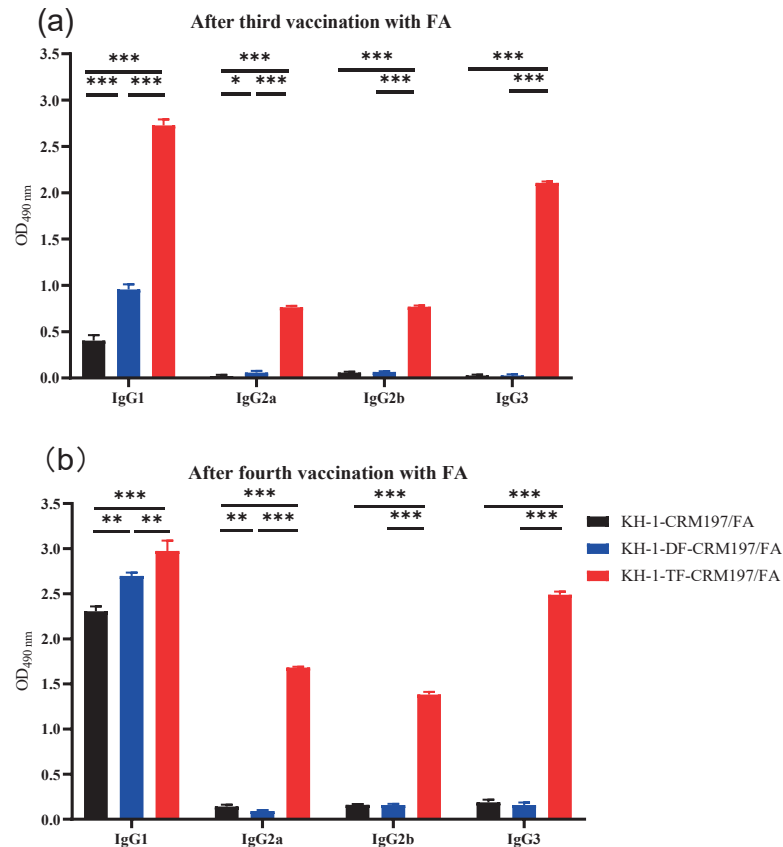 (a) After third vaccination with FA
*** *** *** ***
*** *** * *** *** ***
3.5
3.0
2.5
2.0
1.5
1.0
0.5
0.0
OD490 nm
IgG1 IgG2a IgG2b IgG3
(b)
After fourth vaccination with FA
*** *** *** ***
** ** ** *** *** ***
3.5
3.0
2.5
2.0
1.5
1.0
0.5
0.0
OD490 nm
IgG1 IgG2a IgG2b IgG3
KH-1-CRM197/FA
KH-1-DF-CRM197/FA
KH-1-TF-CRM197/FA